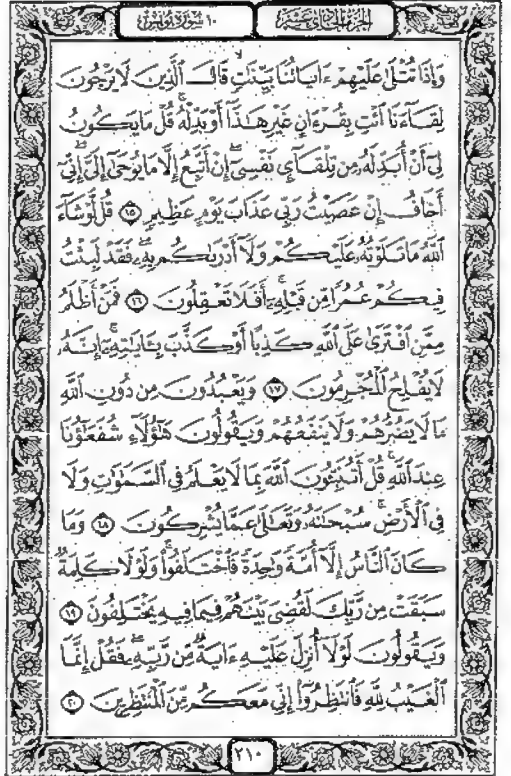 الجزء الحادي عشر ١٠ سورة يونس
وَإِذَا تُتْلَىٰ عَلَيْهِمْ ءَايَاتُنَا بَيِّنَٰتٍ قَالَ ٱلَّذِينَ لَا يَرْجُونَ
لِقَآءَنَا ٱئْتِ بِقُرْءَانٍ غَيْرِ هَٰذَآ أَوْ بَدِّلْهُ ۚ قُلْ مَا يَكُونُ
لِىٓ أَنْ أُبَدِّلَهُۥ مِن تِلْقَآئِ نَفْسِىٓ ۖ إِنْ أَتَّبِعُ إِلَّا مَا يُوحَىٰٓ إِلَىَّ ۖ إِنِّىٓ
أَخَافُ إِنْ عَصَيْتُ رَبِّى عَذَابَ يَوْمٍ عَظِيمٍ ١٥ قُل لَّوْ شَآءَ
ٱللَّهُ مَا تَلَوْتُهُۥ عَلَيْكُمْ وَلَآ أَدْرَىٰكُم بِهِۦ ۖ فَقَدْ لَبِثْتُ
فِيكُمْ عُمُرًا مِّن قَبْلِهِۦٓ ۚ أَفَلَا تَعْقِلُونَ ١٦ فَمَنْ أَظْلَمُ
مِمَّنِ ٱفْتَرَىٰ عَلَى ٱللَّهِ كَذِبًا أَوْ كَذَّبَ بِـَٔايَٰتِهِۦٓ ۚ إِنَّهُۥ
لَا يُفْلِحُ ٱلْمُجْرِمُونَ ١٧ وَيَعْبُدُونَ مِن دُونِ ٱللَّهِ
مَا لَا يَضُرُّهُمْ وَلَا يَنفَعُهُمْ وَيَقُولُونَ هَٰٓؤُلَآءِ شُفَعَٰٓؤُنَا
عِندَ ٱللَّهِ ۚ قُلْ أَتُنَبِّـُٔونَ ٱللَّهَ بِمَا لَا يَعْلَمُ فِى ٱلسَّمَٰوَٰتِ وَلَا
فِى ٱلْأَرْضِ ۚ سُبْحَٰنَهُۥ وَتَعَٰلَىٰ عَمَّا يُشْرِكُونَ ١٨ وَمَا
كَانَ ٱلنَّاسُ إِلَّآ أُمَّةً وَٰحِدَةً فَٱخْتَلَفُوا۟ ۚ وَلَوْلَا كَلِمَةٌ
سَبَقَتْ مِن رَّبِّكَ لَقُضِىَ بَيْنَهُمْ فِيمَا فِيهِ يَخْتَلِفُونَ ١٩
وَيَقُولُونَ لَوْلَآ أُنزِلَ عَلَيْهِ ءَايَةٌ مِّن رَّبِّهِۦ ۖ فَقُلْ إِنَّمَا
ٱلْغَيْبُ لِلَّهِ فَٱنتَظِرُوٓا۟ إِنِّى مَعَكُم مِّنَ ٱلْمُنتَظِرِينَ ٢٠
٢١٠